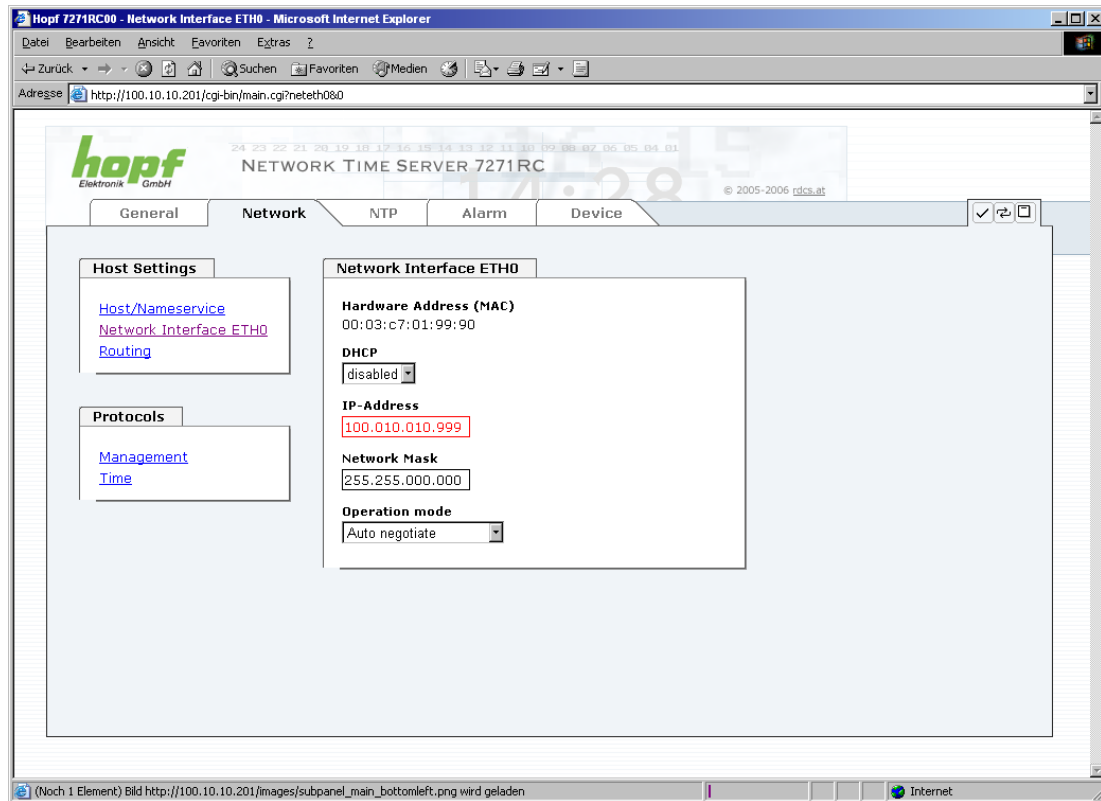 Hopf 7271RC00 - Network Interface ETH0 - Microsoft Internet Explorer
Datei Bearbeiten Ansicht Favoriten Extras ?
Zurück Suchen Favoriten Medien
Adresse http://100.10.10.201/cgi-bin/main.cgi?neteth0&0
24 23 22 21 20 19 18 17 16 15 14 13 12 11 10 09 08 07 06 05 04 01
hopf
Elektronik GmbH
NETWORK TIME SERVER 7271RC
14:28
© 2005-2006 rdcs.at
General Network NTP Alarm Device
Host Settings
Host/Nameservice
Network Interface ETH0
Routing
Protocols
Management
Time
Network Interface ETH0
Hardware Address (MAC)
00:03:c7:01:99:90
DHCP
disabled
IP-Address
100.010.010.999
Network Mask
255.255.000.000
Operation mode
Auto negotiate
(Noch 1 Element) Bild http://100.10.10.201/images/subpanel_main_bottomleft.png wird geladen Internet